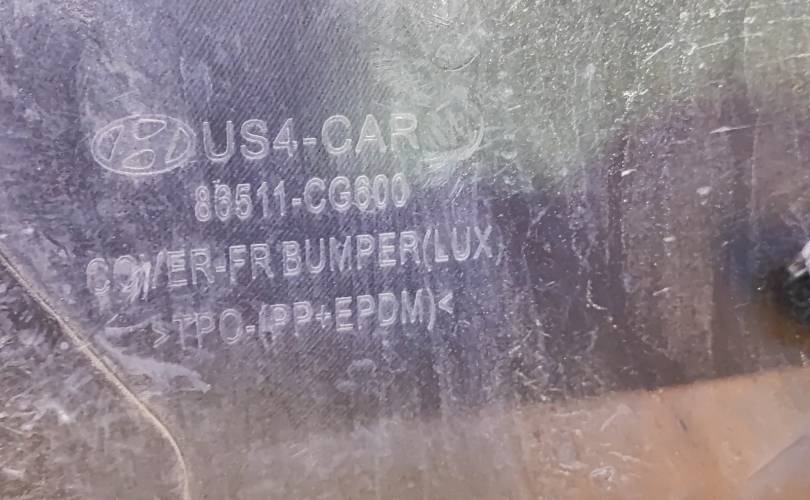 US4-CAR
86511-CG600
COVER-FR BUMPER(LUX)
>TPO-(PP+EPDM)<